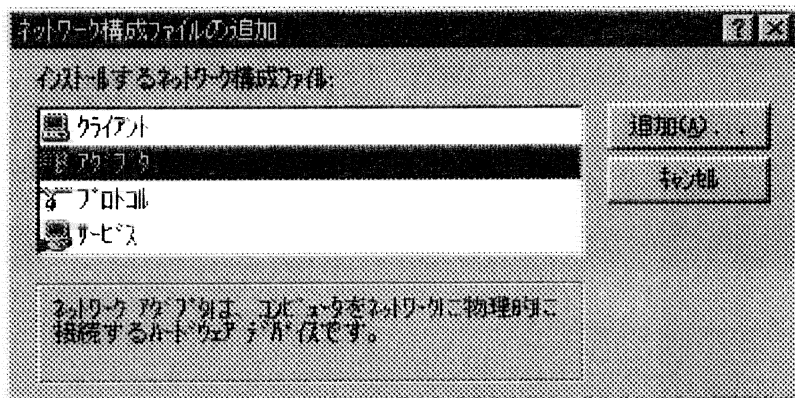 ネットワーク構成ファイルの追加
インストールするネットワーク構成ファイル:
クライアント
アダプタ
プロトコル
サービス
追加(A)...
キャンセル
ネットワーク アダプタは、コンピュータをネットワークに物理的に
接続するハードウェア デバイスです。